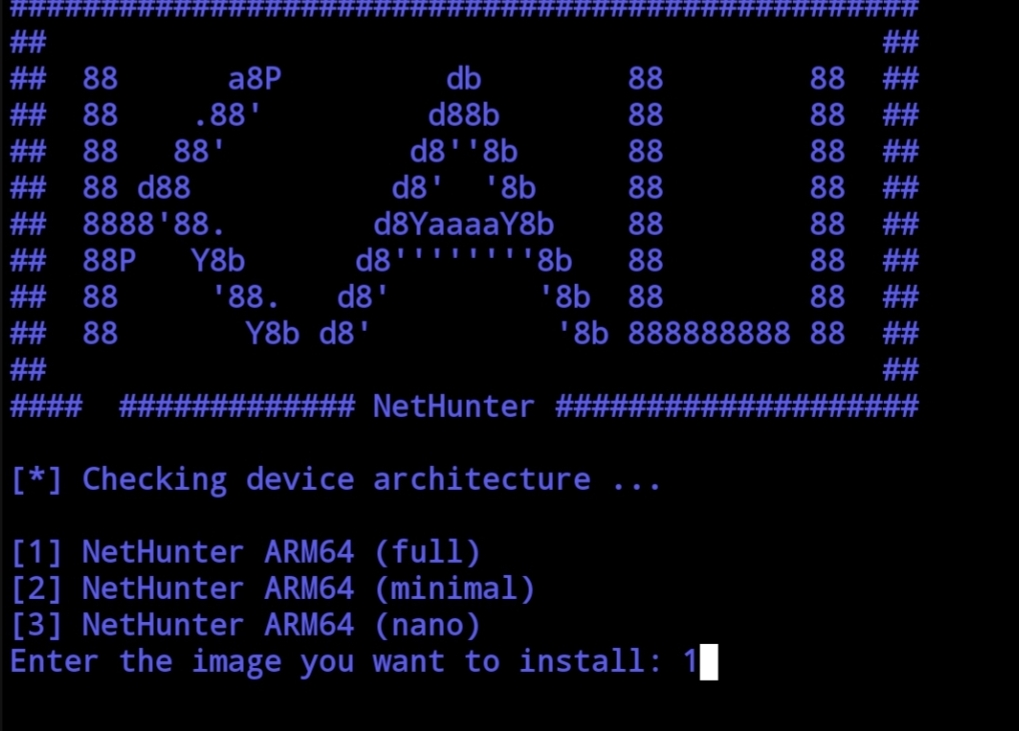 ##################################################
##                                              ##
##  88      a8P         db        88        88  ##
##  88    .88'         d88b       88        88  ##
##  88   88'          d8''8b      88        88  ##
##  88 d88           d8'  '8b     88        88  ##
##  8888'88.        d8YaaaaY8b    88        88  ##
##  88P   Y8b      d8''''''''8b   88        88  ##
##  88     '88.   d8'        '8b  88        88  ##
##  88       Y8b d8'          '8b 888888888 88  ##
##                                              ##
####  ############# NetHunter ####################
[*] Checking device architecture ...
[1] NetHunter ARM64 (full)
[2] NetHunter ARM64 (minimal)
[3] NetHunter ARM64 (nano)
Enter the image you want to install: 1